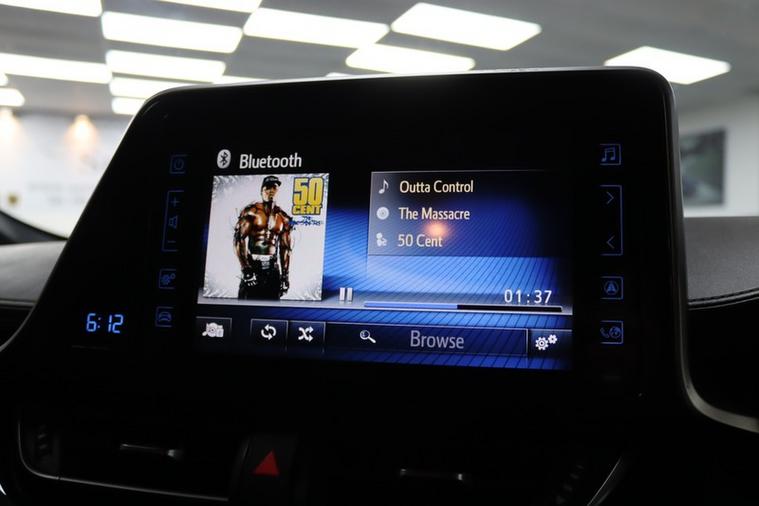 Bluetooth
50
CENT
Outta Control
The Massacre
50 Cent
01:37
Browse
6:12